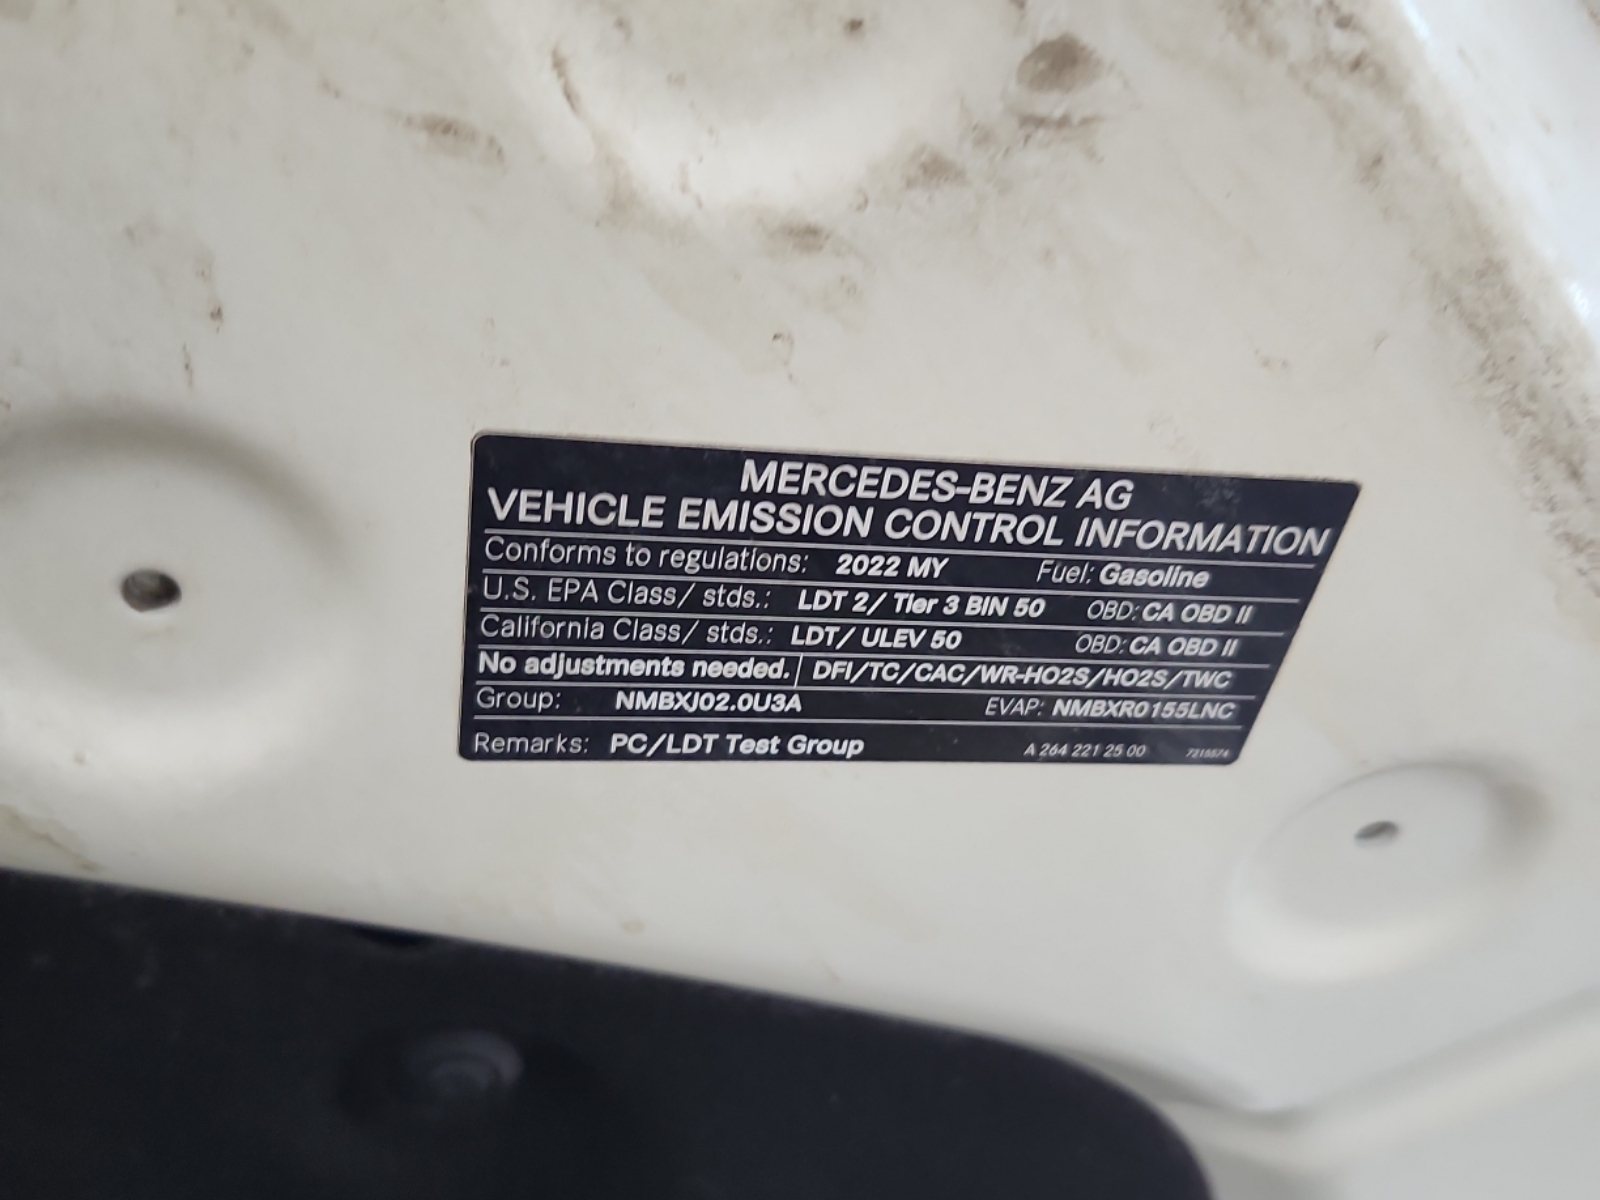 MERCEDES-BENZ AG
VEHICLE EMISSION CONTROL INFORMATION
Conforms to regulations: 2022 MY Fuel: Gasoline
U.S. EPA Class/ stds.: LDT 2/ Tier 3 BIN 50 OBD: CA OBD II
California Class/ stds.: LDT/ ULEV 50 OBD: CA OBD II
No adjustments needed. DFI/TC/CAC/WR-HO2S/HO2S/TWC
Group: NMBXJ02.0U3A EVAP: NMBXR0155LNC
Remarks: PC/LDT Test Group A 264 221 25 00